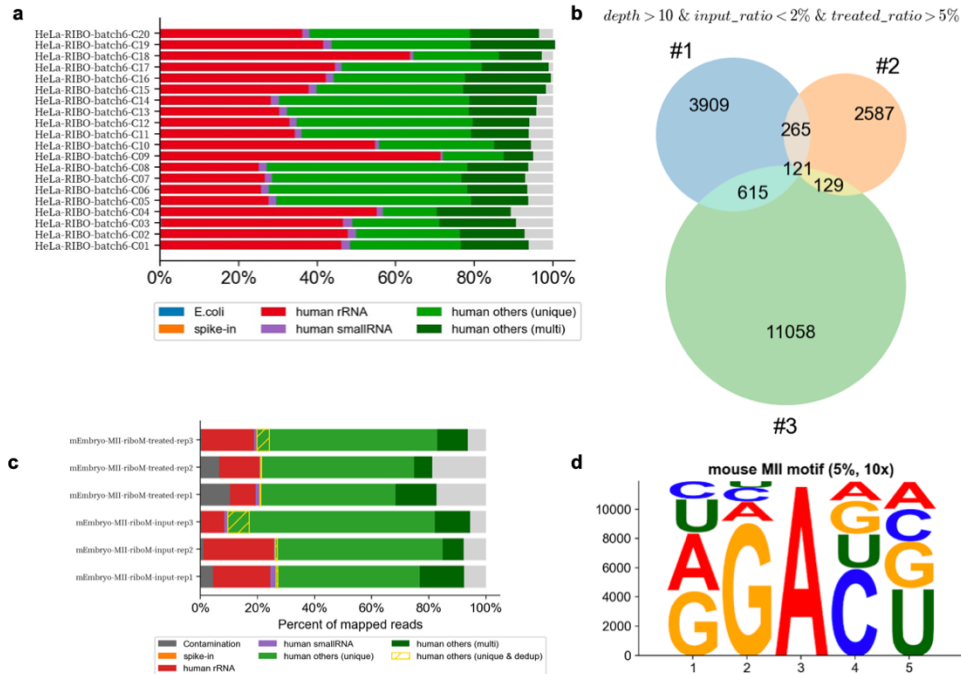 a
HeLa-RIBO-batch6-C20
HeLa-RIBO-batch6-C19
HeLa-RIBO-batch6-C18
HeLa-RIBO-batch6-C17
HeLa-RIBO-batch6-C16
HeLa-RIBO-batch6-C15
HeLa-RIBO-batch6-C14
HeLa-RIBO-batch6-C13
HeLa-RIBO-batch6-C12
HeLa-RIBO-batch6-C11
HeLa-RIBO-batch6-C10
HeLa-RIBO-batch6-C09
HeLa-RIBO-batch6-C08
HeLa-RIBO-batch6-C07
HeLa-RIBO-batch6-C06
HeLa-RIBO-batch6-C05
HeLa-RIBO-batch6-C04
HeLa-RIBO-batch6-C03
HeLa-RIBO-batch6-C02
HeLa-RIBO-batch6-C01
0% 20% 40% 60% 80% 100%
E.coli human rRNA human others (unique)
spike-in human smallRNA human others (multi)
b
depth > 10 & input_ratio < 2% & treated_ratio > 5%
#1
#2
3909
2587
265
121
615
129
11058
#3
c
mEmbryo-MII-riboM-treated-rep3
mEmbryo-MII-riboM-treated-rep2
mEmbryo-MII-riboM-treated-rep1
mEmbryo-MII-riboM-input-rep3
mEmbryo-MII-riboM-input-rep2
mEmbryo-MII-riboM-input-rep1
0% 20% 40% 60% 80% 100%
Percent of mapped reads
Contamination human smallRNA human others (multi)
spike-in human others (unique) human others (unique & dedup)
human rRNA
d
mouse MII motif (5%, 10x)
10000
8000
6000
4000
2000
0
C U A G A
U C A G C
A A G U G
G G A C U
1 2 3 4 5